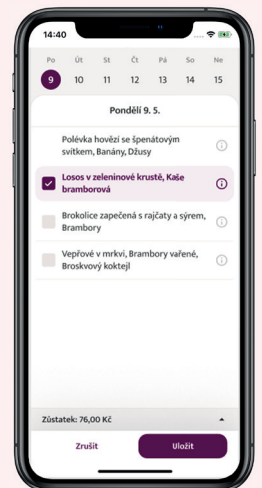 14:40
Po Út St Čt Pá So Ne
9 10 11 12 13 14 15
Pondělí 9. 5.
Polévka hovězí se špenátovým
svítkem, Banány, Džusy
Losos v zeleninové krustě, Kaše
bramborová
Brokolice zapečená s rajčaty a sýrem,
Brambory
Vepřové v mrkvi, Brambory vařené,
Broskvový koktejl
Zůstatek: 76,00 Kč
Zrušit Uložit